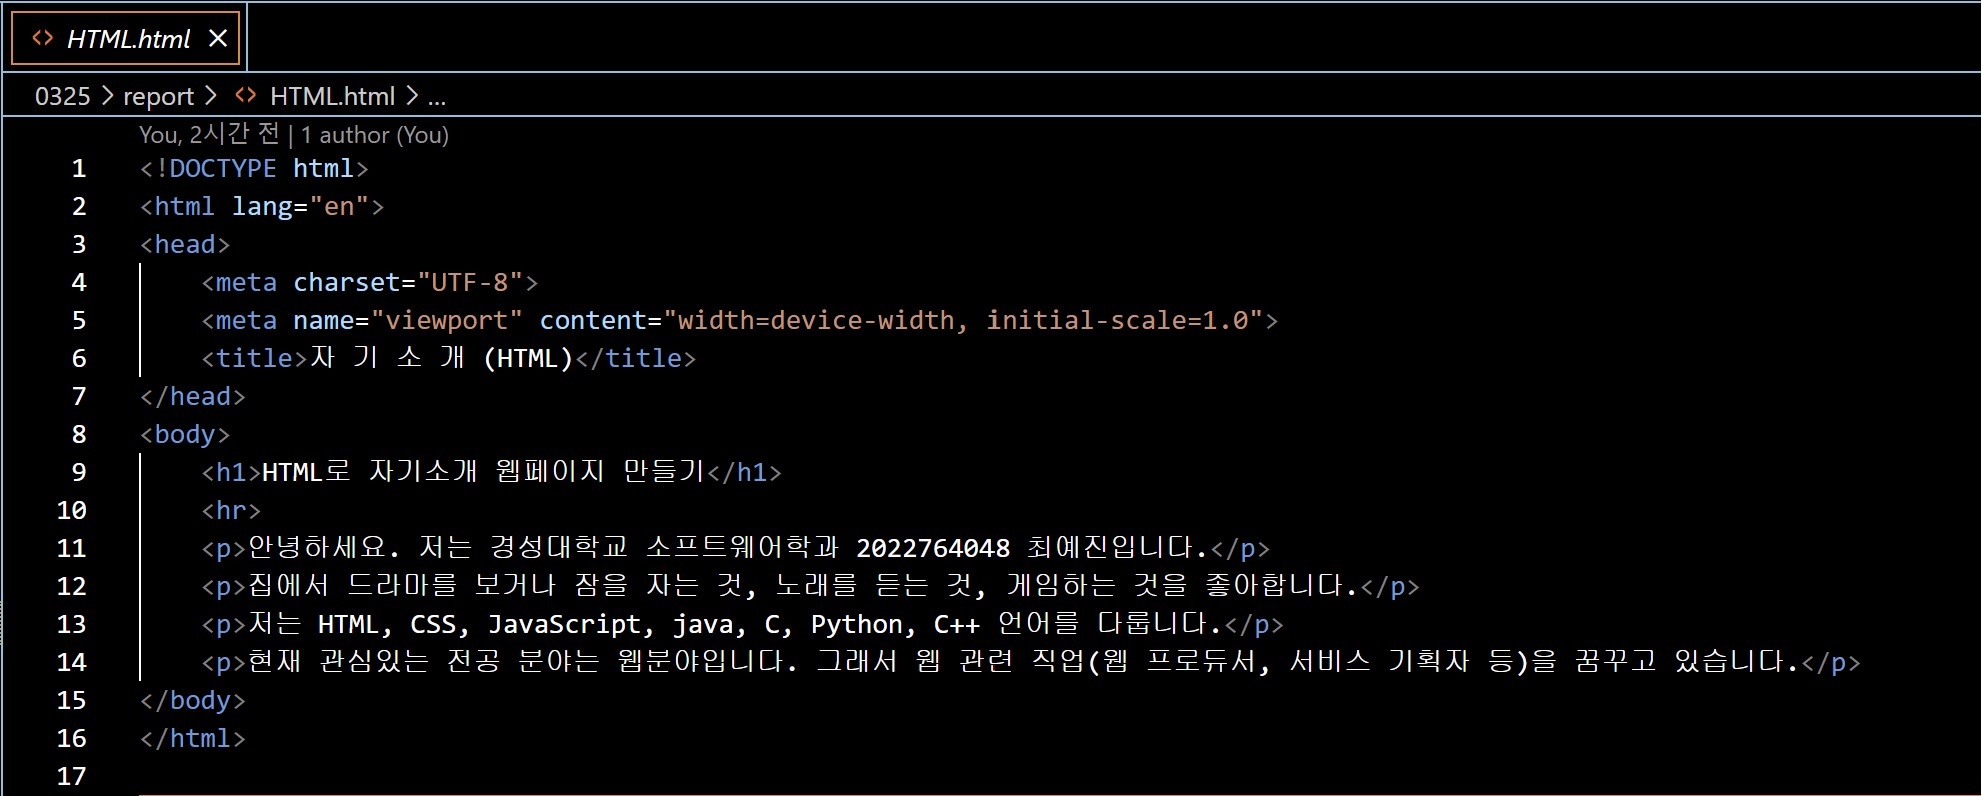 HTML.html
0325 > report > HTML.html > ...
You, 2시간 전 | 1 author (You)
1 <!DOCTYPE html>
2 <html lang="en">
3 <head>
4 <meta charset="UTF-8">
5 <meta name="viewport" content="width=device-width, initial-scale=1.0">
6 <title>자 기 소 개 (HTML)</title>
7 </head>
8 <body>
9 <h1>HTML로 자기소개 웹페이지 만들기</h1>
10 <hr>
11 <p>안녕하세요. 저는 경성대학교 소프트웨어학과 2022764048 최예진입니다.</p>
12 <p>집에서 드라마를 보거나 잠을 자는 것, 노래를 듣는 것, 게임하는 것을 좋아합니다.</p>
13 <p>저는 HTML, CSS, JavaScript, java, C, Python, C++ 언어를 다룹니다.</p>
14 <p>현재 관심있는 전공 분야는 웹분야입니다. 그래서 웹 관련 직업(웹 프로듀서, 서비스 기획자 등)을 꿈꾸고 있습니다.</p>
15 </body>
16 </html>
17